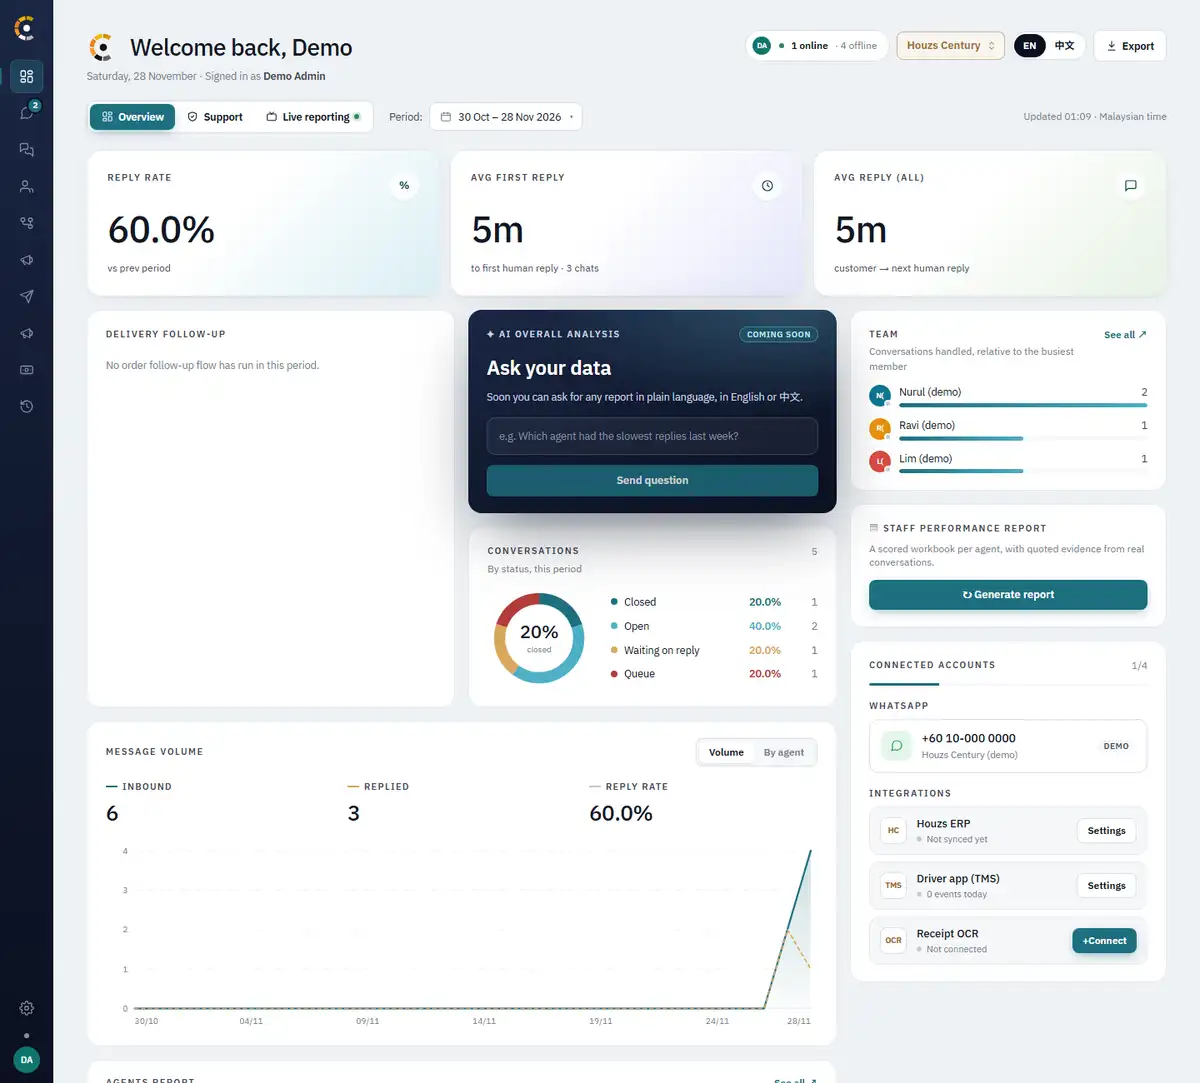 Welcome back, Demo
DA 1 online · 4 offline
Houzs Century
EN 中文
Export
Saturday, 28 November · Signed in as Demo Admin
2
Overview
Support
Live reporting
Period:
30 Oct – 28 Nov 2026
Updated 01:09 · Malaysian time
REPLY RATE
%
60.0%
vs prev period
AVG FIRST REPLY
5m
to first human reply · 3 chats
AVG REPLY (ALL)
5m
customer → next human reply
DELIVERY FOLLOW-UP
No order follow-up flow has run in this period.
AI OVERALL ANALYSIS
COMING SOON
Ask your data
Soon you can ask for any report in plain language, in English or 中文.
e.g. Which agent had the slowest replies last week?
Send question
CONVERSATIONS 5
By status, this period
20%
closed
Closed 20.0% 1
Open 40.0% 2
Waiting on reply 20.0% 1
Queue 20.0% 1
TEAM
See all ↗
Conversations handled, relative to the busiest
member
N( Nurul (demo) 2
R( Ravi (demo) 1
L( Lim (demo) 1
STAFF PERFORMANCE REPORT
A scored workbook per agent, with quoted evidence from real
conversations.
↻ Generate report
CONNECTED ACCOUNTS 1/4
WHATSAPP
+60 10-000 0000
Houzs Century (demo)
DEMO
INTEGRATIONS
HC
Houzs ERP
Not synced yet
Settings
TMS
Driver app (TMS)
0 events today
Settings
OCR
Receipt OCR
Not connected
+Connect
MESSAGE VOLUME
Volume
By agent
INBOUND
6
REPLIED
3
REPLY RATE
60.0%
4
3
2
1
0
30/10 04/11 09/11 14/11 19/11 24/11 28/11
AGENTS REPORT
See all ↗
DA